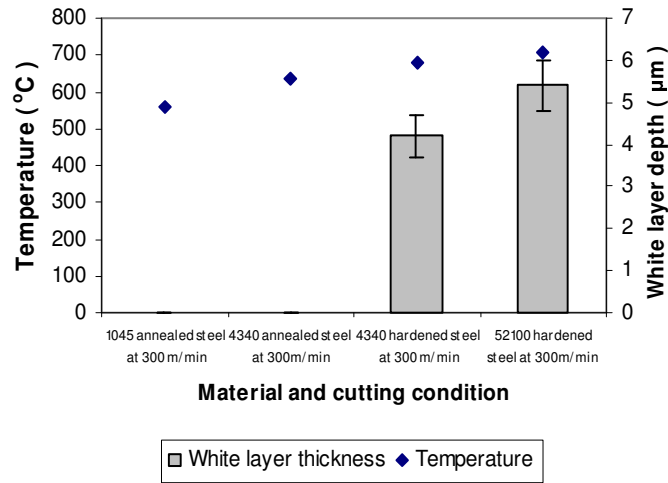 800
700
600
500
400
300
200
100
0
Temperature ( °C)
7
6
5
4
3
2
1
0
White layer depth ( µm)
1045 annealed steel
at 300m/min
4340 annealed steel
at 300m/min
4340 hardened steel
at 300m/min
52100 hardened
steel at 300m/min
Material and cutting condition
White layer thickness
Temperature